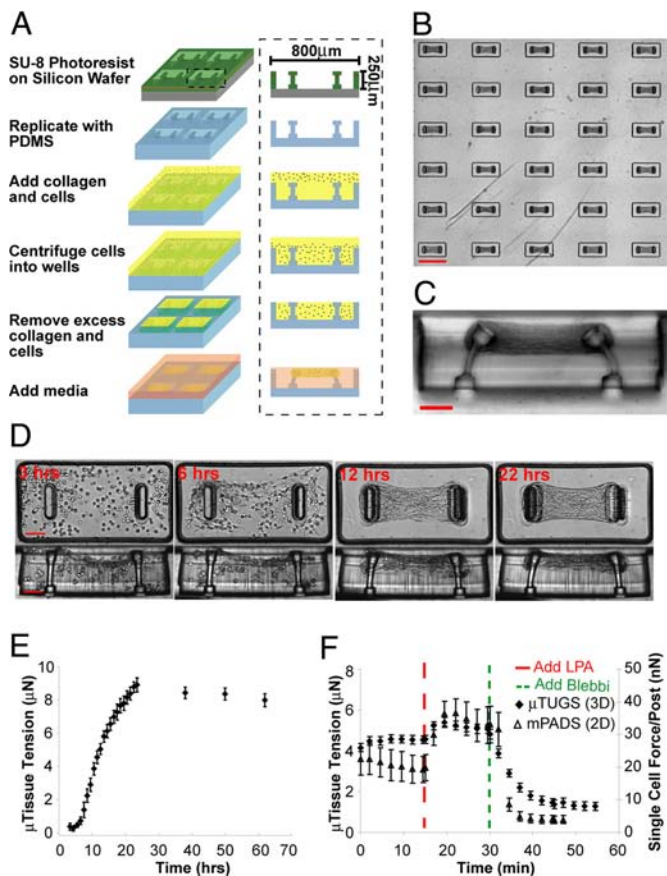 A
SU-8 Photoresist
on Silicon Wafer
800μm
250μm
Replicate with
PDMS
Add collagen
and cells
Centrifuge cells
into wells
Remove excess
collagen and
cells
Add media
B
C
D
3 hrs
6 hrs
12 hrs
22 hrs
E
μTissue Tension (μN)
10
8
6
4
2
0
0 10 20 30 40 50 60 70
Time (hrs)
F
Add LPA
Add Blebbi
μTUGS (3D)
mPADS (2D)
μTissue Tension (μN)
8
6
4
2
0
50
40
30
20
10
0
Single Cell Force/Post (nN)
0 10 20 30 40 50 60
Time (min)